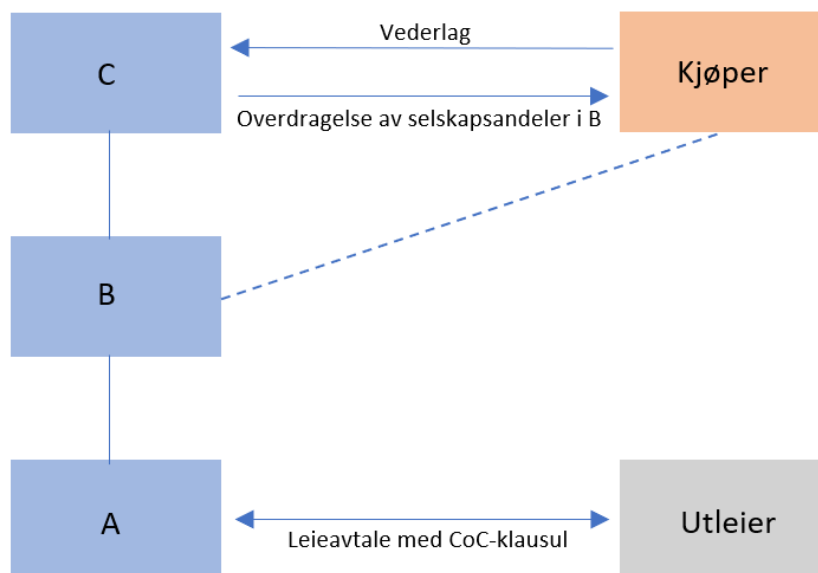 Vederlag
C
Kjøper
Overdragelse av selskapsandeler i B
B
A
Utleier
Leieavtale med CoC-klausul